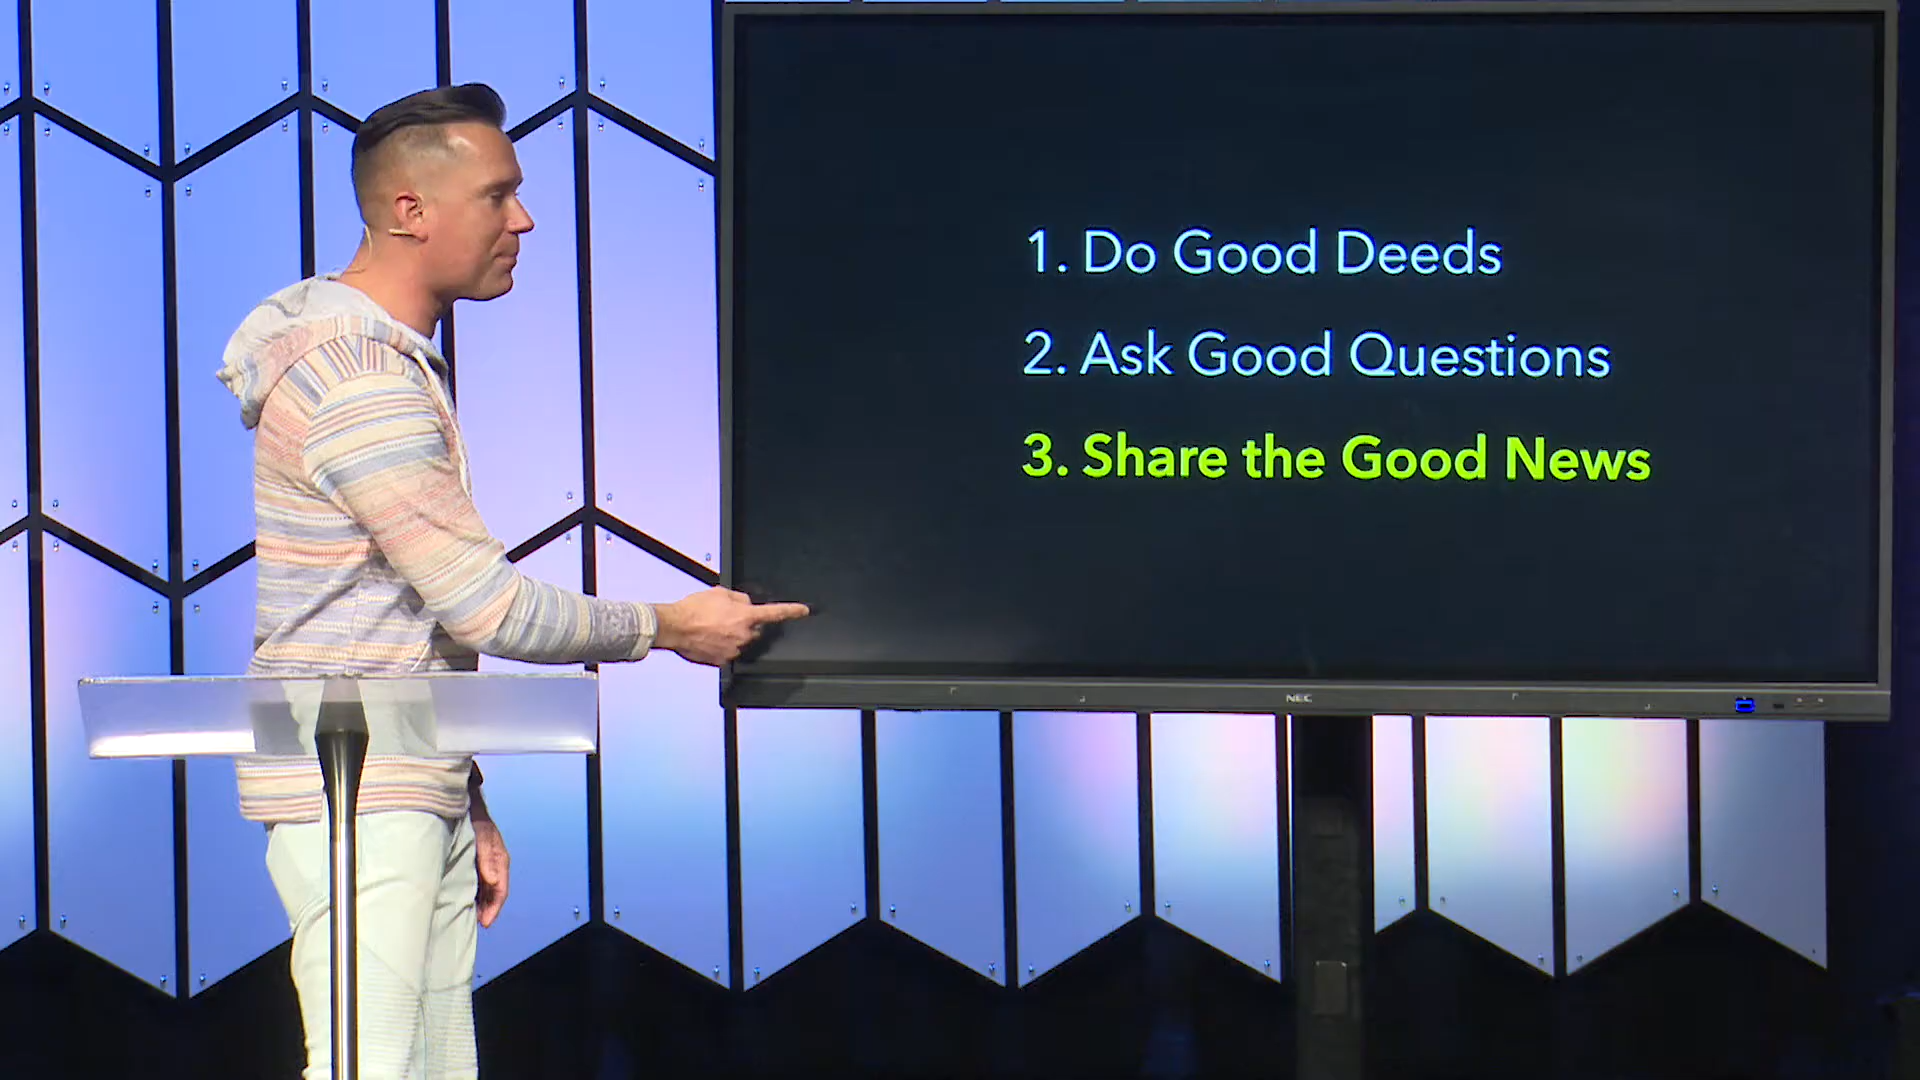 1. Do Good Deeds
2. Ask Good Questions
3. Share the Good News
NEC